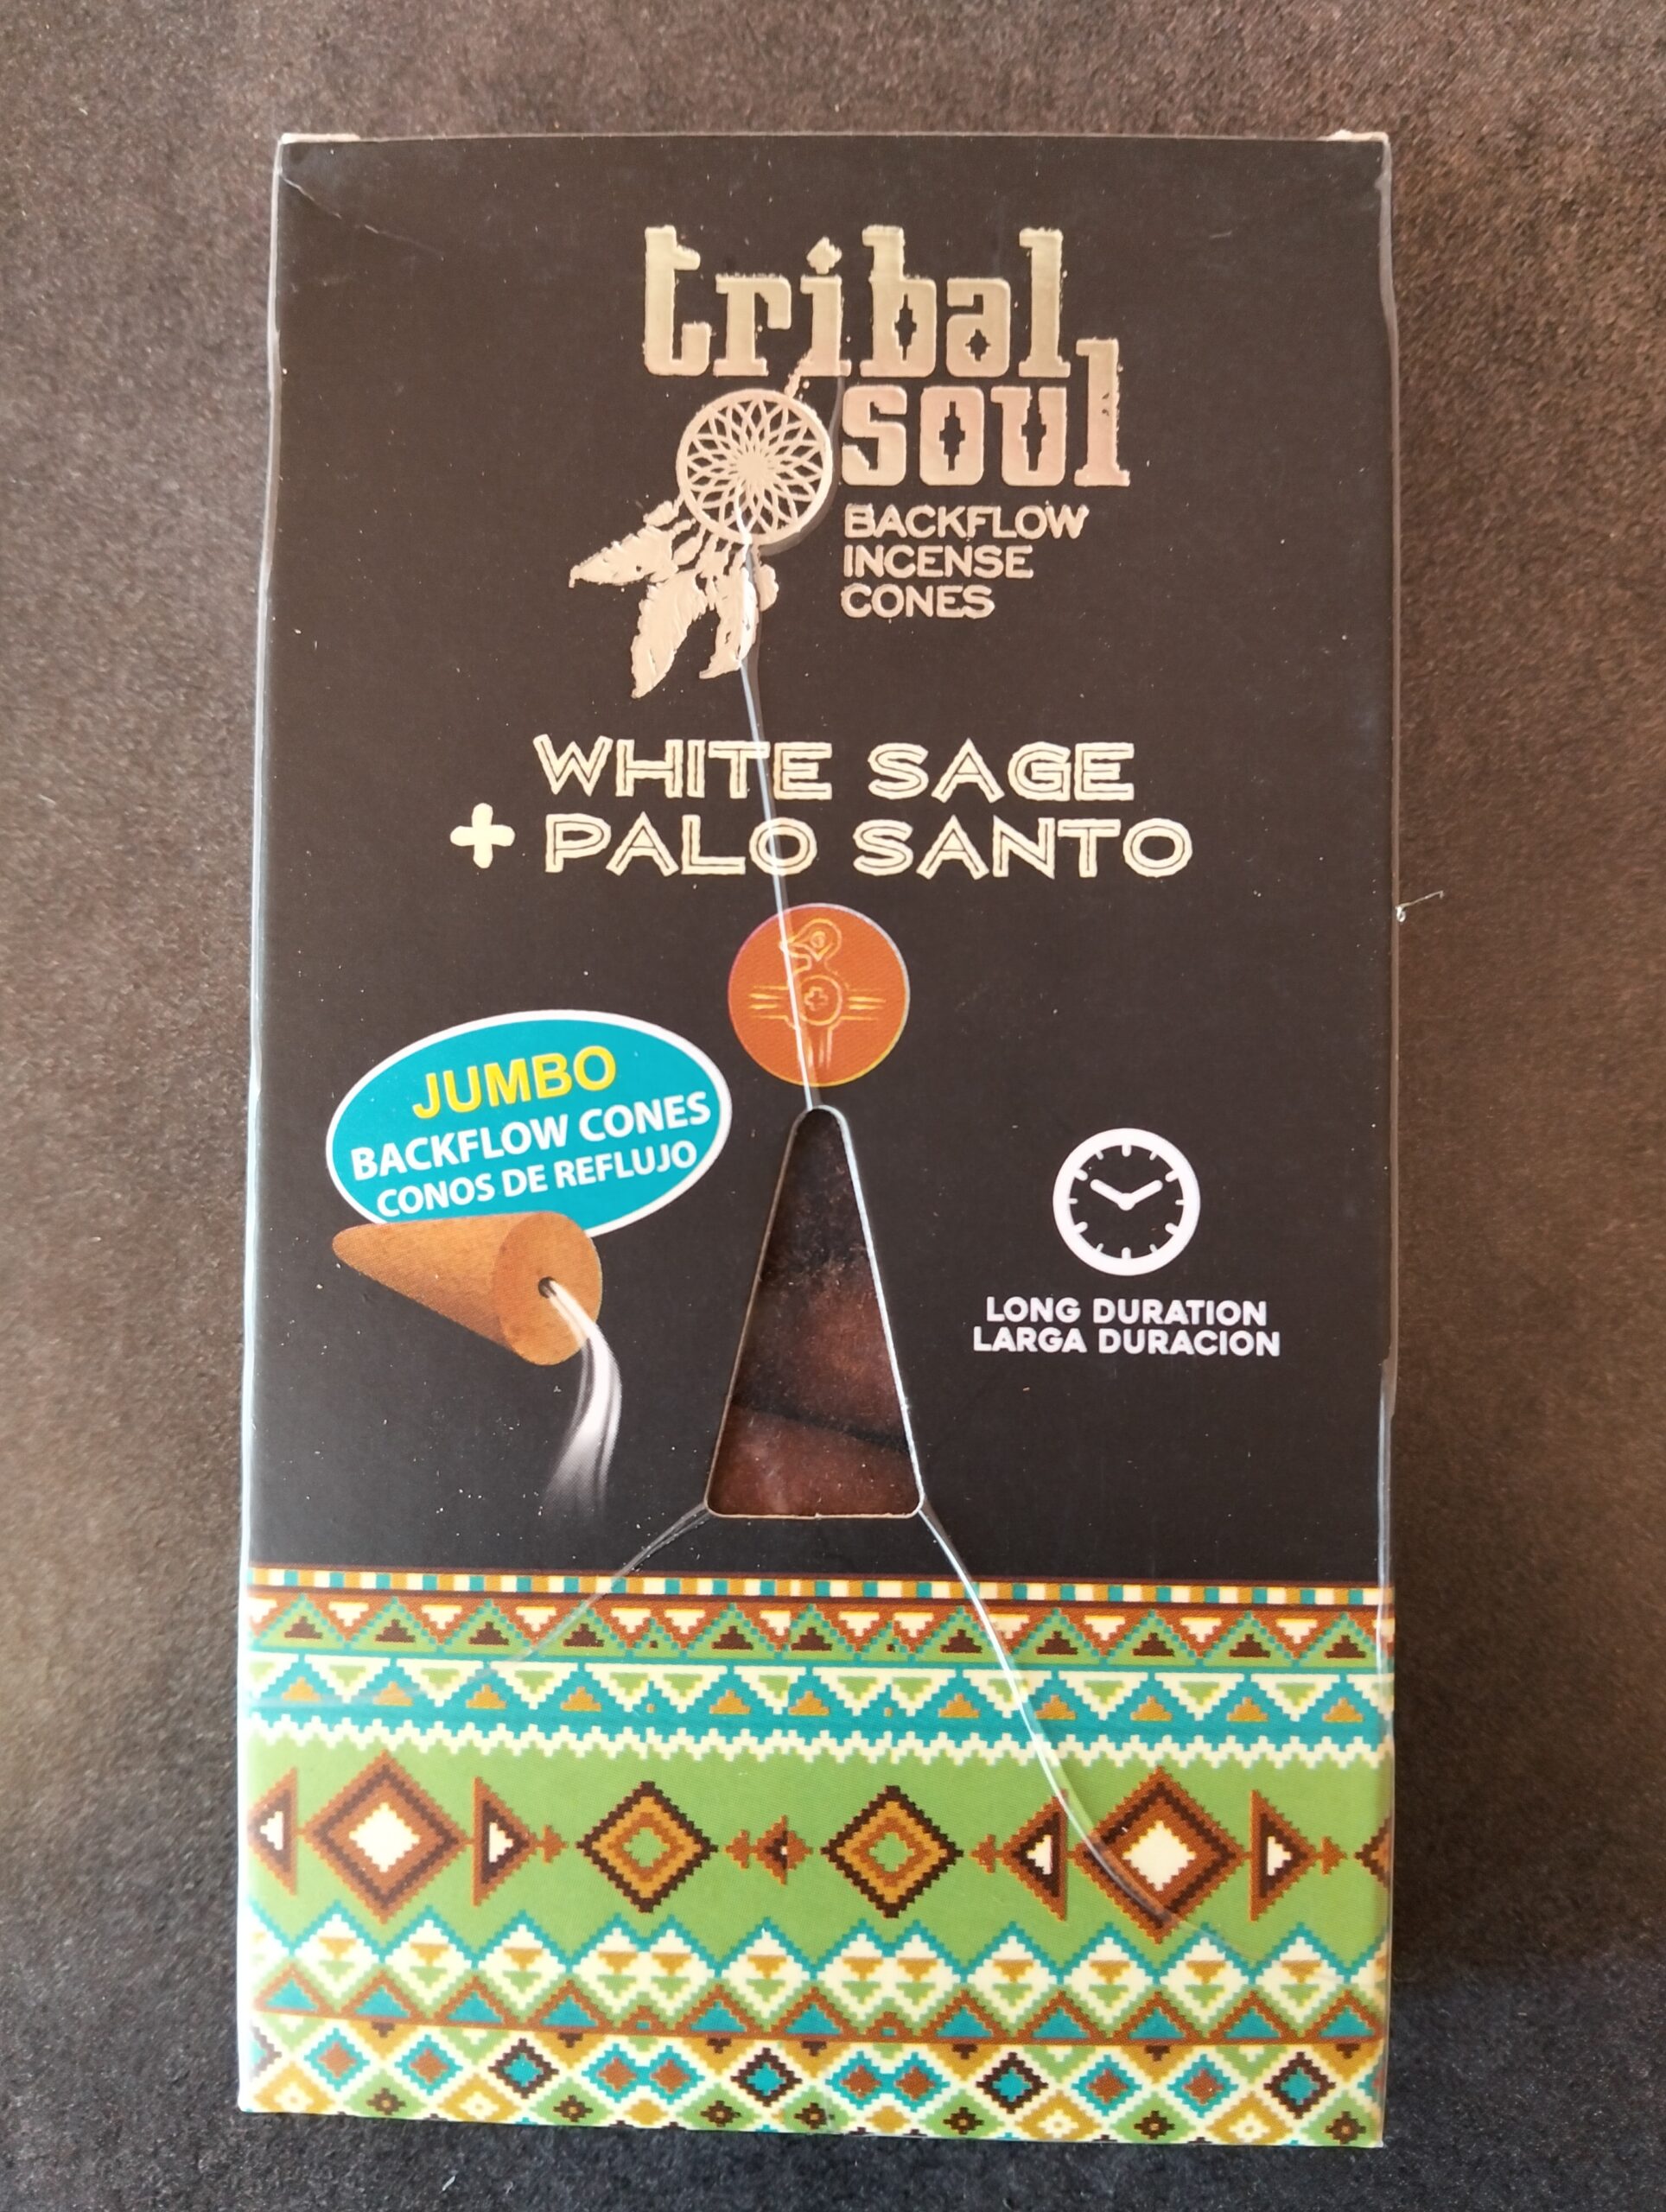 tribal
soul
BACKFLOW
INCENSE
CONES
WHITE SAGE
+ PALO SANTO
JUMBO
BACKFLOW CONES
CONOS DE REFLUJO
LONG DURATION
LARGA DURACION